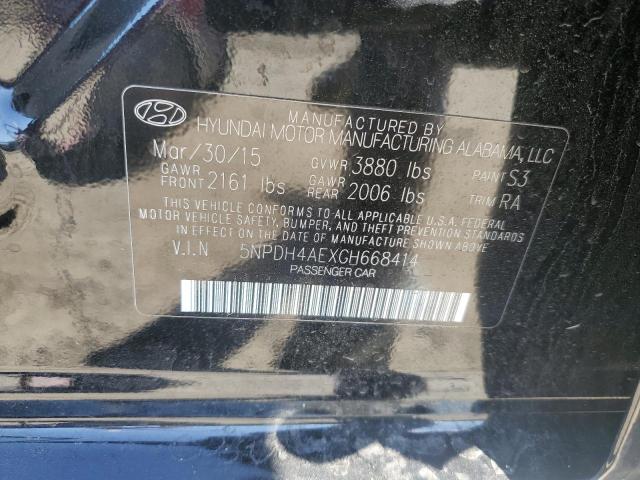 MANUFACTURED BY
HYUNDAI MOTOR MANUFACTURING ALABAMA, LLC
Mar/30/15 GVWR 3880 lbs PAINT S3
GAWR FRONT 2161 lbs GAWR REAR 2006 lbs TRIM RA
THIS VEHICLE CONFORMS TO ALL APPLICABLE U.S.A. FEDERAL
MOTOR VEHICLE SAFETY, BUMPER, AND THEFT PREVENTION STANDARDS
IN EFFECT ON THE DATE OF MANUFACTURE SHOWN ABOVE.
V.I.N 5NPDH4AEXGH668414
PASSENGER CAR